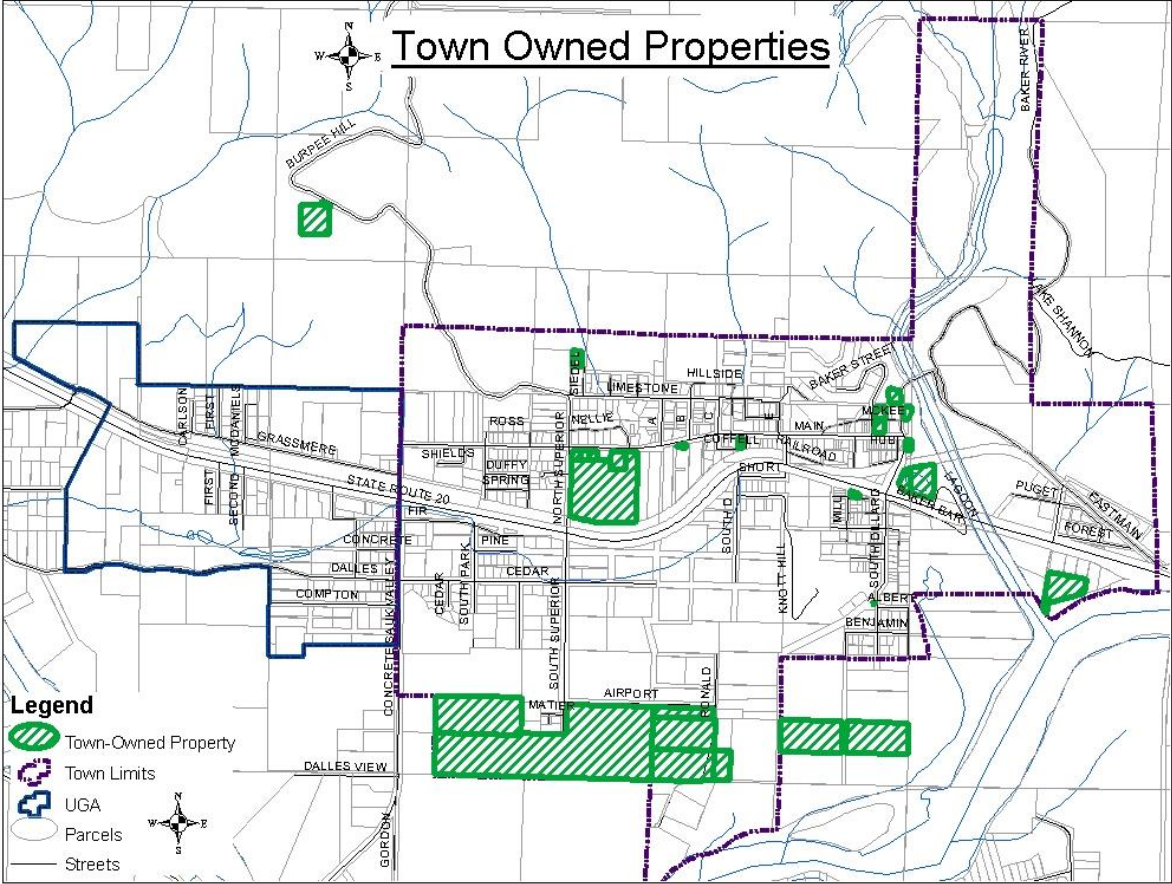 N
W E
S
Town Owned Properties
BAKER RIVER
BURPEE HILL
LAKE SHANNON
SIEDEL
HILLSIDE
BAKER STREET
LIMESTONE
CARLSON
FIRST
MCDANIELS
ROSS
NELLIE
A
B
C
E
MCKEE
MAIN
GRASSMERE
NORTH SUPERIOR
COFFELL
RAILROAD
HUB
SHIELDS
DUFFY
SPRING
SHORT
STATE ROUTE 20
FIRST
SECOND
LAGOON
BAKER BAR
PUGET
EAST MAIN
FOREST
FIR
MILL
SOUTH D
SOUTH DILLARD
CONCRETE
PINE
DALLES
CEDAR
CEDAR
SOUTH PARK
KNOTT HILL
COMPTON
ALBERT
BENJAMIN
CONCRETE SAUK VALLEY
SOUTH SUPERIOR
AIRPORT
RONALD
MATIER
Legend
Town-Owned Property
Town Limits
UGA
Parcels
Streets
N
W E
S
DALLES VIEW
GORDON